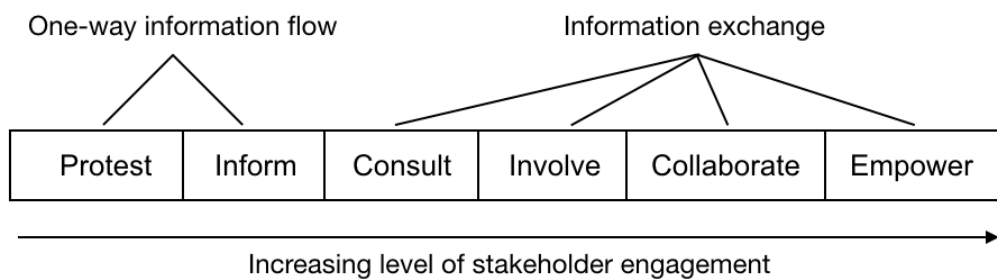 One-way information flow
Information exchange
Protest
Inform
Consult
Involve
Collaborate
Empower
Increasing level of stakeholder engagement